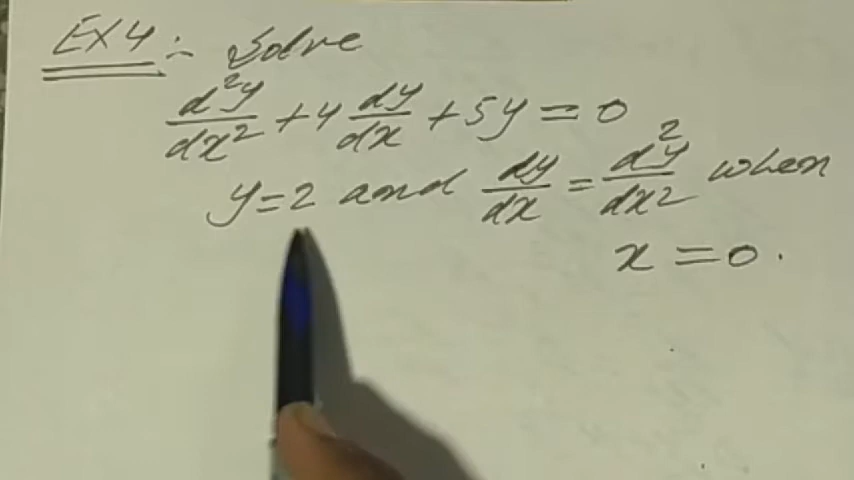 EX4:- Solve
d²y/dx² + 4 dy/dx + 5y = 0
y=2 and dy/dx = d²y/dx² when
x = 0.